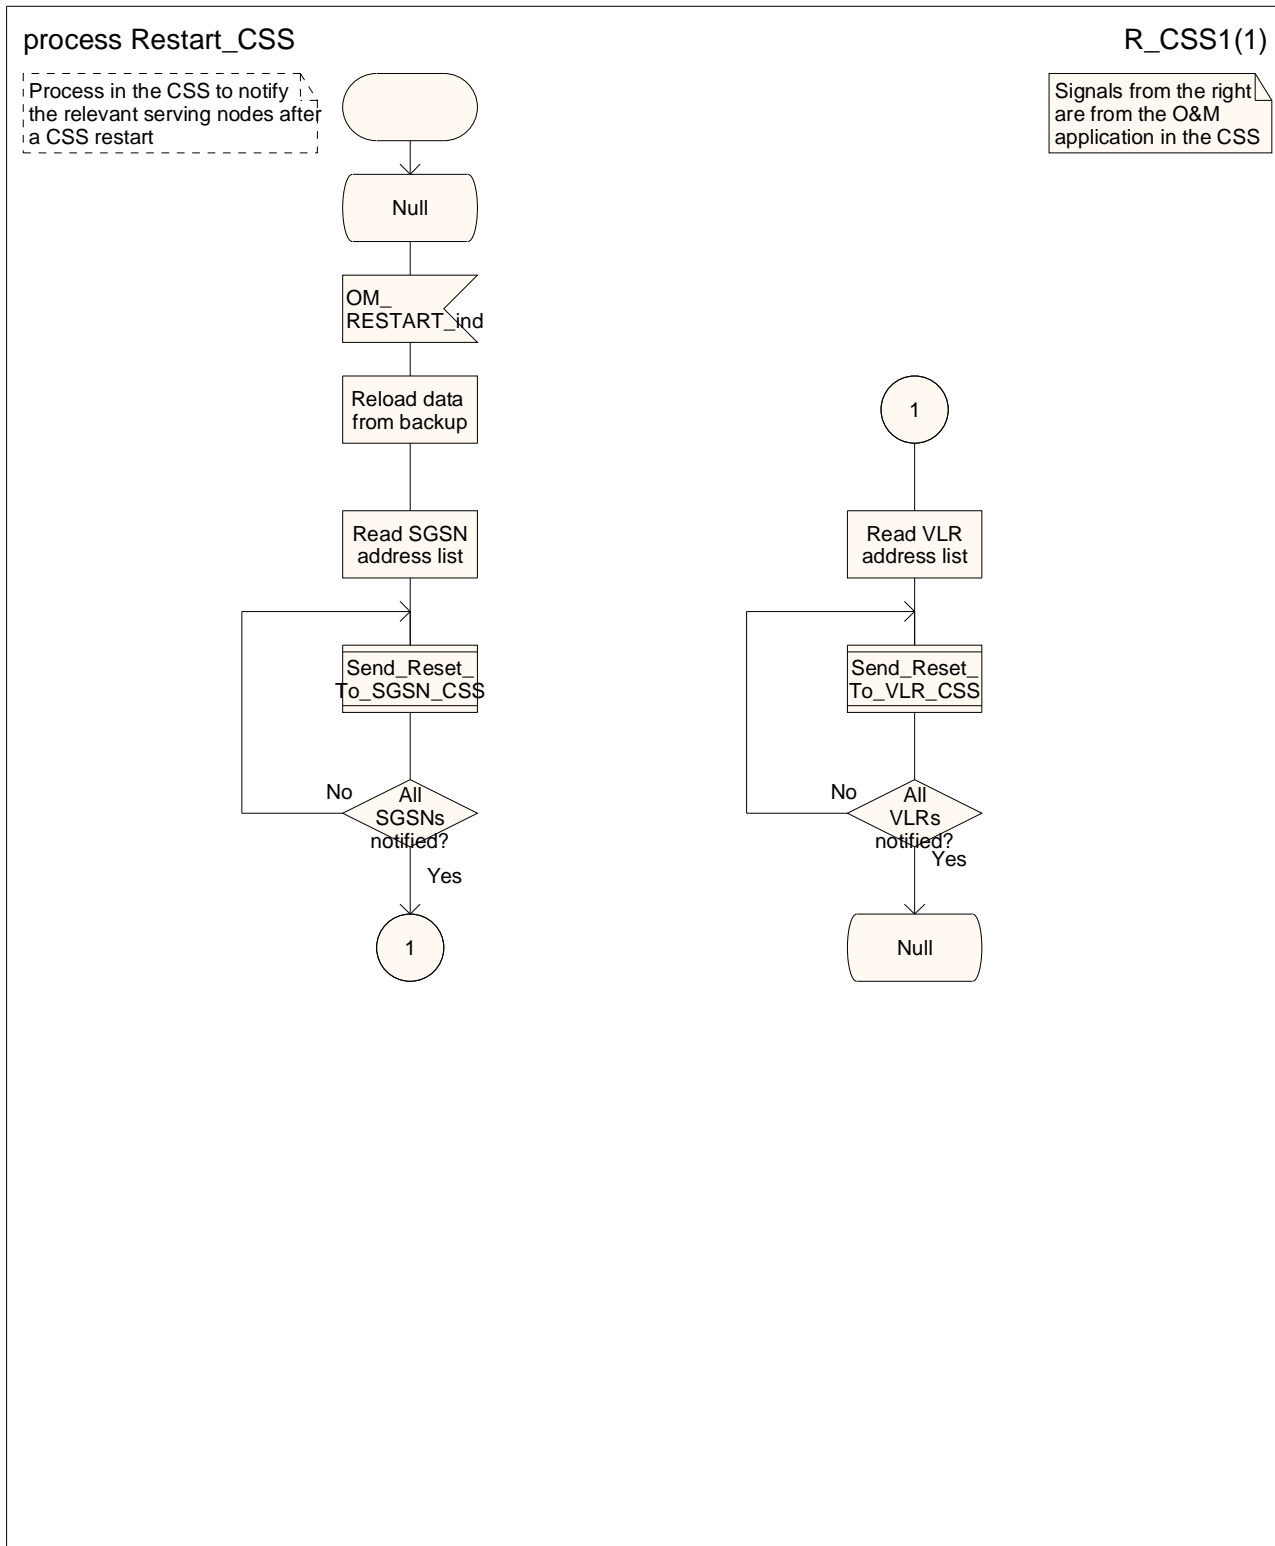 process Restart_CSS
R_CSS1(1)
Process in the CSS to notify
the relevant serving nodes after
a CSS restart
Signals from the right
are from the O&M
application in the CSS
Null
OM_
RESTART_ind
Reload data
from backup
Read SGSN
address list
Send_Reset_
To_SGSN_CSS
No
All
SGSNs
notified?
Yes
1
1
Read VLR
address list
Send_Reset_
To_VLR_CSS
No
All
VLRs
notified?
Yes
Null